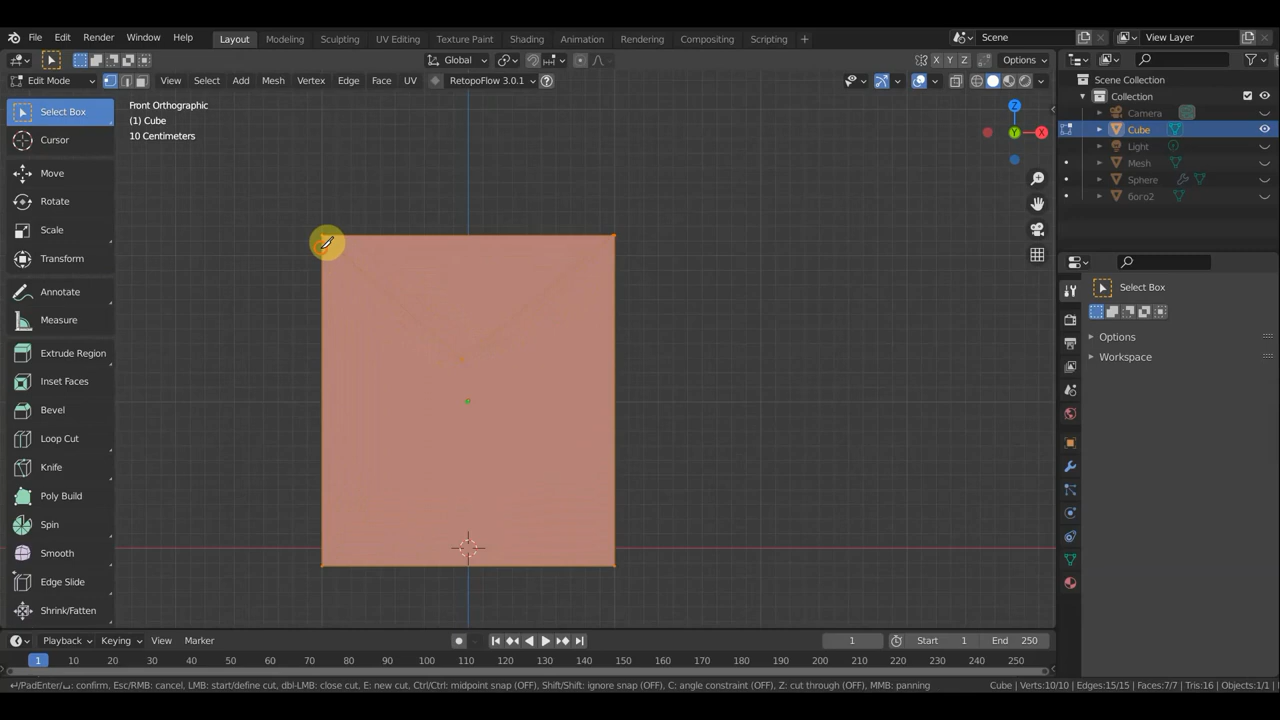 File Edit Render Window Help Layout Modeling Sculpting UV Editing Texture Paint Shading Animation Rendering Compositing Scripting + Scene View Layer
Global X Y Z Options
Edit Mode View Select Add Mesh Vertex Edge Face UV RetopoFlow 3.0.1
Select Box
Cursor
Move
Rotate
Scale
Transform
Annotate
Measure
Extrude Region
Inset Faces
Bevel
Loop Cut
Knife
Poly Build
Spin
Smooth
Edge Slide
Shrink/Fatten
Front Orthographic
(1) Cube
10 Centimeters
Z
Y
X
Scene Collection
Collection
Camera
Cube
Light
Mesh
Sphere
бого2
Select Box
Options
Workspace
Playback Keying View Marker 1 Start 1 End 250
1 10 20 30 40 50 60 70 80 90 100 110 120 130 140 150 160 170 180 190 200 210 220 230 240 250
/PadEnter/: confirm, Esc/RMB: cancel, LMB: start/define cut, dbl-LMB: close cut, E: new cut, Ctrl/Ctrl: midpoint snap (OFF), Shift/Shift: ignore snap (OFF), C: angle constraint (OFF), Z: cut through (OFF), MMB: panning
Cube | Verts:10/10 | Edges:15/15 | Faces:7/7 | Tris:16 | Objects:1/1